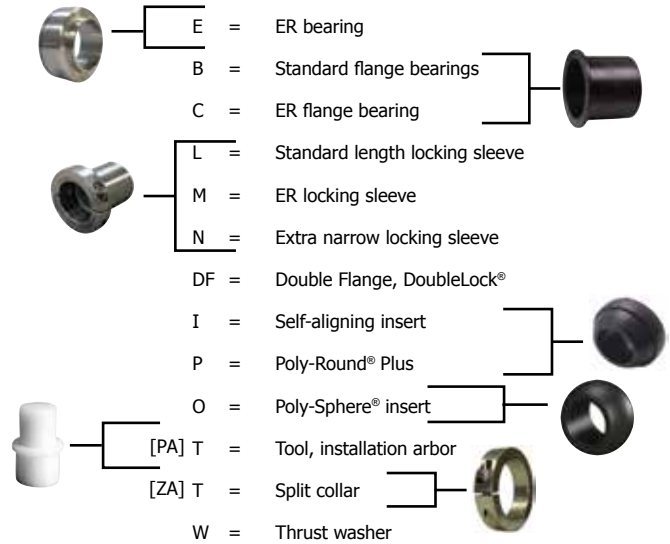 E = ER bearing
B = Standard flange bearings
C = ER flange bearing
L = Standard length locking sleeve
M = ER locking sleeve
N = Extra narrow locking sleeve
DF = Double Flange, DoubleLock®
I = Self-aligning insert
P = Poly-Round® Plus
O = Poly-Sphere® insert
[PA] T = Tool, installation arbor
[ZA] T = Split collar
W = Thrust washer